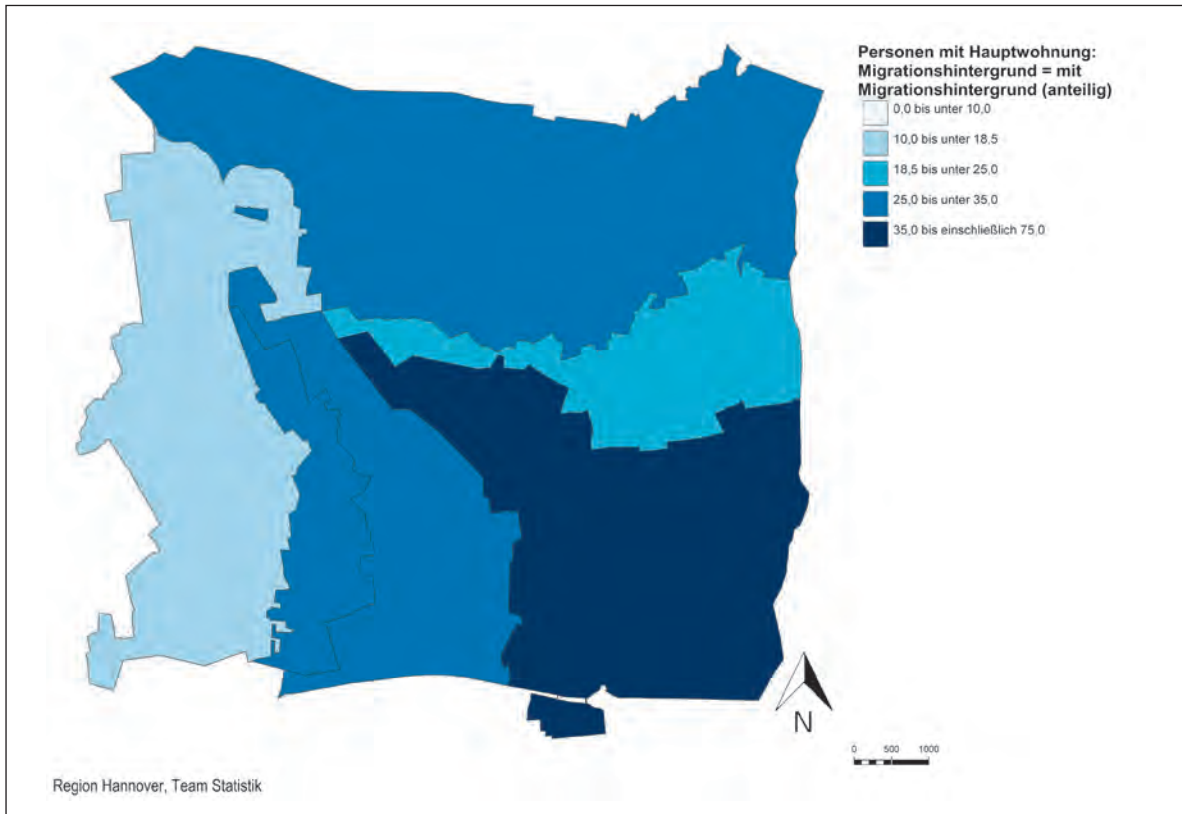 Personen mit Hauptwohnung:
Migrationshintergrund = mit
Migrationshintergrund (anteilig)
0,0 bis unter 10,0
10,0 bis unter 18,5
18,5 bis unter 25,0
25,0 bis unter 35,0
35,0 bis einschließlich 75,0
N
0 500 1000
Region Hannover, Team Statistik